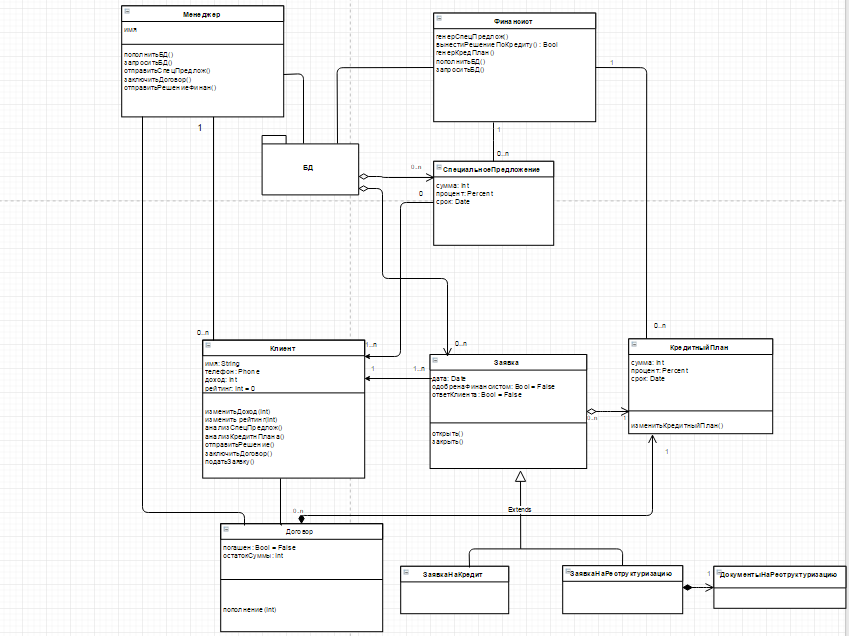 Менеджер
имя
пополнитьБД()
запроситьБД()
отправитьСпецПредлож()
заключитьДоговор()
отправитьРешениеФинан()
Финансист
генерСпецПредлож()
вынестиРешениеПоКредиту() : Bool
генерКредПлан()
пополнитьБД()
запроситьБД()
1
1
1
0..n
БД
0..n
0
СпециальноеПредложение
сумма: Int
процент: Percent
срок: Date
0..n
0..n
1..n
0..n
Клиент
имя: String
телефон: Phone
доход: Int
рейтинг: Int = 0
изменитьДоход(Int)
изменить рейтинг(Int)
анализСпецПредлож()
анализКредитнПлана()
отправитьРешение()
заключитьДоговор()
податьЗаявку()
1
1..n
Заявка
дата: Date
одобренаФинансистом: Bool = False
ответКлиента: Bool = False
открыть()
закрыть()
0..n
1
КредитныйПлан
сумма: Int
процент: Percent
срок: Date
изменитьКредитныйПлан()
1
0..n
Extends
Договор
погашен: Bool = False
остатокСуммы: Int
пополнение(Int)
ЗаявкаНаКредит
ЗаявкаНаРеструктуризацию
1
ДокументыНаРеструктуризацию